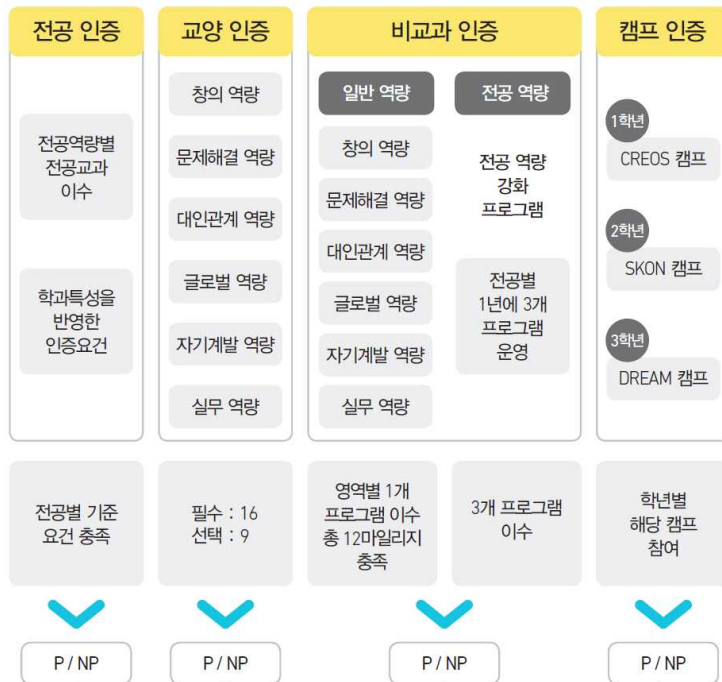 전공 인증
전공역량별
전공교과
이수
학과특성을
반영한
인증요건
전공별 기준
요건 충족
P / NP
교양 인증
창의 역량
문제해결 역량
대인관계 역량
글로벌 역량
자기계발 역량
실무 역량
필수 : 16
선택 : 9
P / NP
비교과 인증
일반 역량
창의 역량
문제해결 역량
대인관계 역량
글로벌 역량
자기계발 역량
실무 역량
영역별 1개
프로그램 이수
총 12마일리지
충족
전공 역량
전공 역량
강화
프로그램
전공별
1년에 3개
프로그램
운영
3개 프로그램
이수
P / NP
캠프 인증
1학년
CREOS 캠프
2학년
SKON 캠프
3학년
DREAM 캠프
학년별
해당 캠프
참여
P / NP